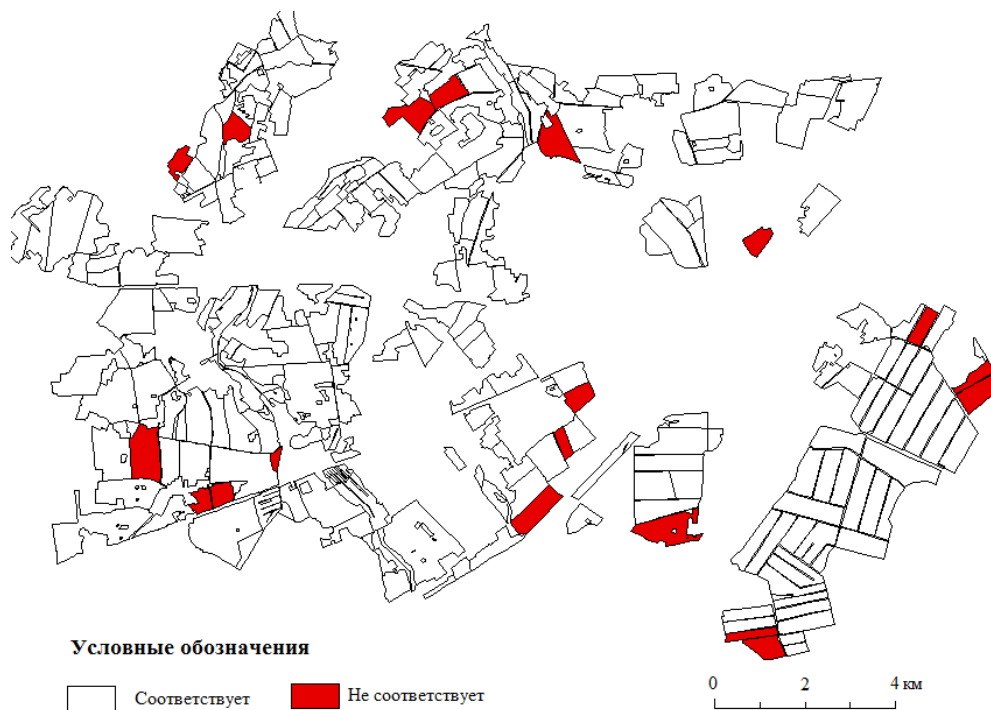 Условные обозначения
Соответствует
Не соответствует
0 2 4 км